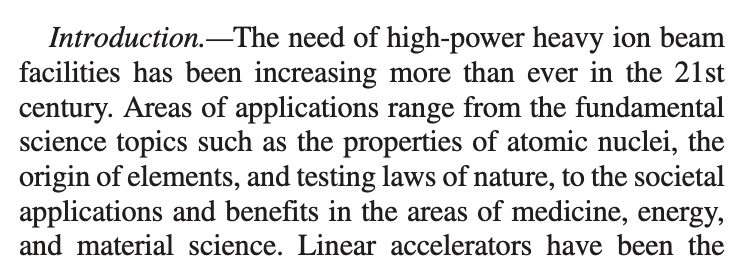 Introduction.—The need of high-power heavy ion beam
facilities has been increasing more than ever in the 21st
century. Areas of applications range from the fundamental
science topics such as the properties of atomic nuclei, the
origin of elements, and testing laws of nature, to the societal
applications and benefits in the areas of medicine, energy,
and material science. Linear accelerators have been the